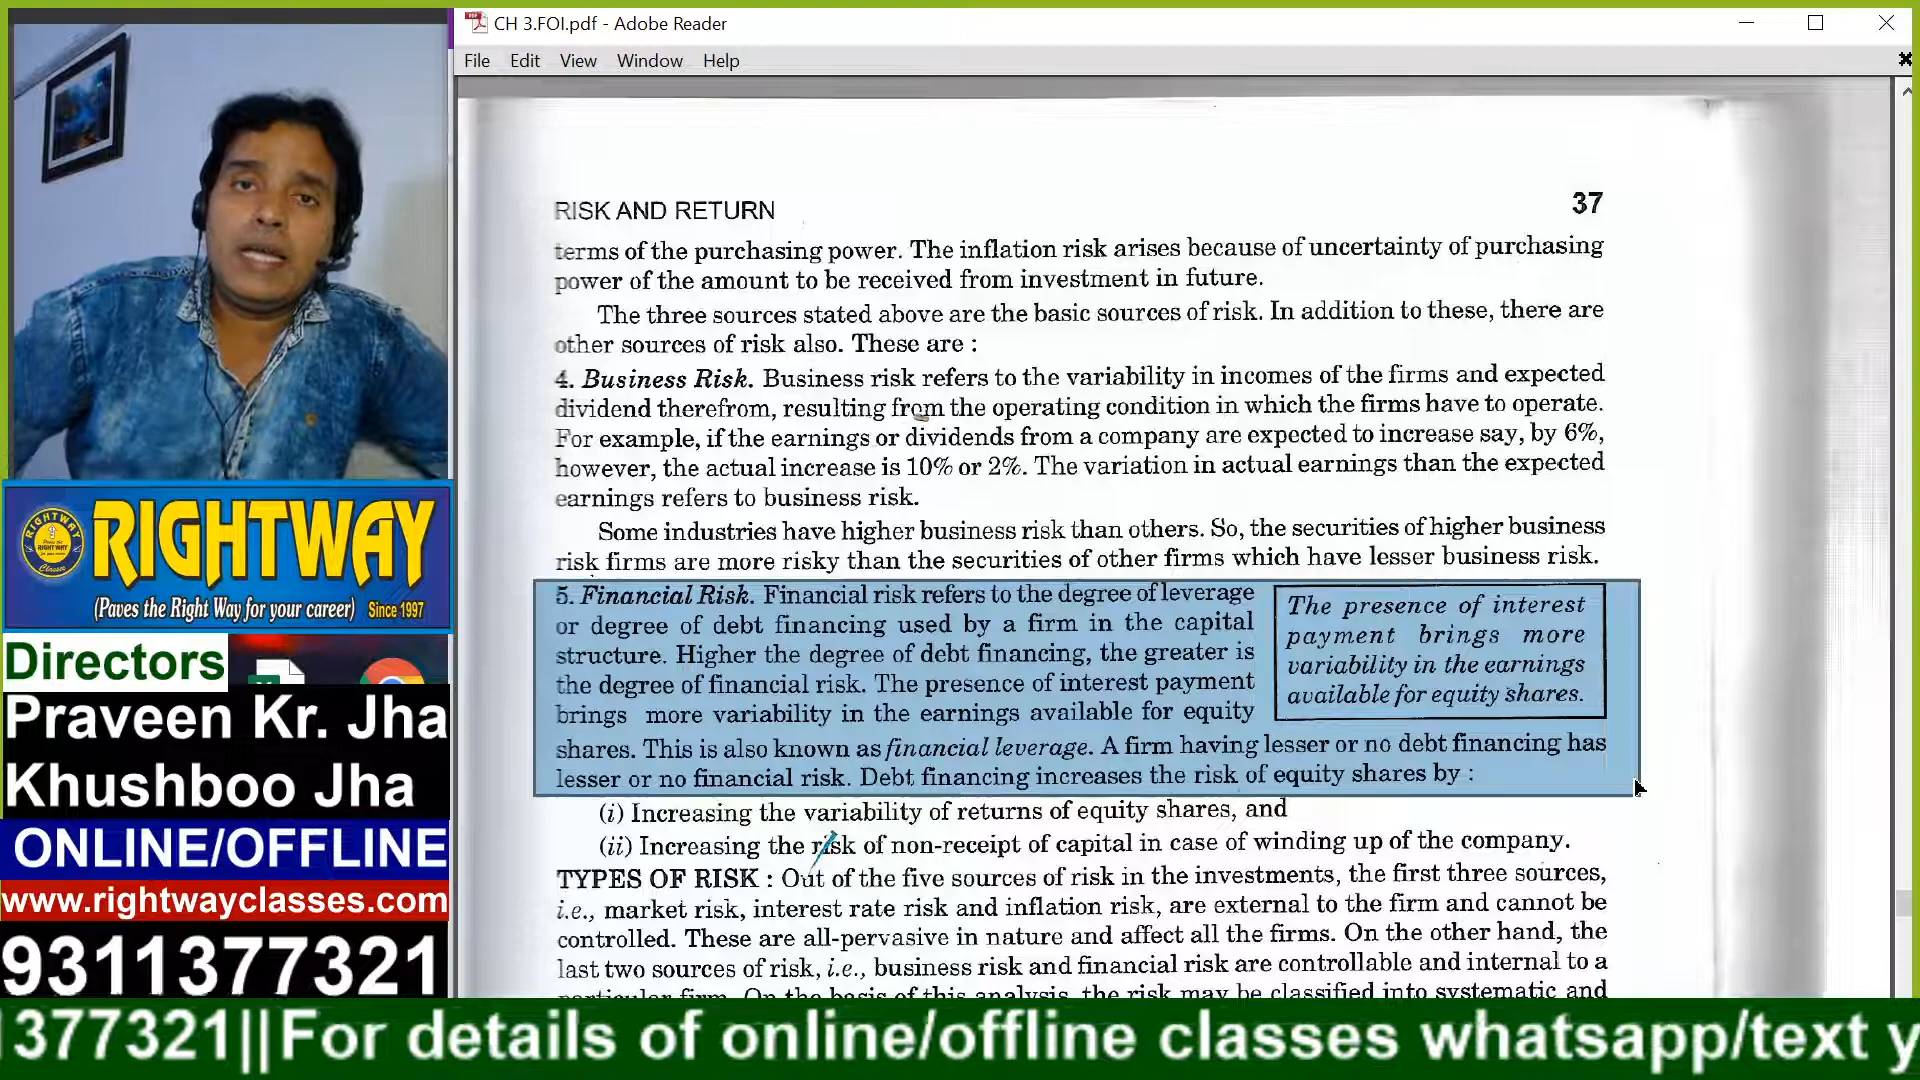 CH 3.FOI.pdf - Adobe Reader
File Edit View Window Help
RISK AND RETURN 37
terms of the purchasing power. The inflation risk arises because of uncertainty of purchasing
power of the amount to be received from investment in future.
The three sources stated above are the basic sources of risk. In addition to these, there are
other sources of risk also. These are :
4. Business Risk. Business risk refers to the variability in incomes of the firms and expected
dividend therefrom, resulting from the operating condition in which the firms have to operate.
For example, if the earnings or dividends from a company are expected to increase say, by 6%,
however, the actual increase is 10% or 2%. The variation in actual earnings than the expected
earnings refers to business risk.
Some industries have higher business risk than others. So, the securities of higher business
risk firms are more risky than the securities of other firms which have lesser business risk.
5. Financial Risk. Financial risk refers to the degree of leverage
or degree of debt financing used by a firm in the capital
structure. Higher the degree of debt financing, the greater is
the degree of financial risk. The presence of interest payment
brings more variability in the earnings available for equity
shares. This is also known as financial leverage. A firm having lesser or no debt financing has
lesser or no financial risk. Debt financing increases the risk of equity shares by :
The presence of interest
payment brings more
variability in the earnings
available for equity shares.
(i) Increasing the variability of returns of equity shares, and
(ii) Increasing the risk of non-receipt of capital in case of winding up of the company.
TYPES OF RISK : Out of the five sources of risk in the investments, the first three sources,
i.e., market risk, interest rate risk and inflation risk, are external to the firm and cannot be
controlled. These are all-pervasive in nature and affect all the firms. On the other hand, the
last two sources of risk, i.e., business risk and financial risk are controllable and internal to a
particular firm. On the basis of this analysis, the risk may be classified into systematic and
RIGHTWAY
RIGHTWAY
Classes
(Paves the Right Way for your career) Since 1997
Directors
Praveen Kr. Jha
Khushboo Jha
ONLINE/OFFLINE
www.rightwayclasses.com
9311377321
1377321||For details of online/offline classes whatsapp/text y